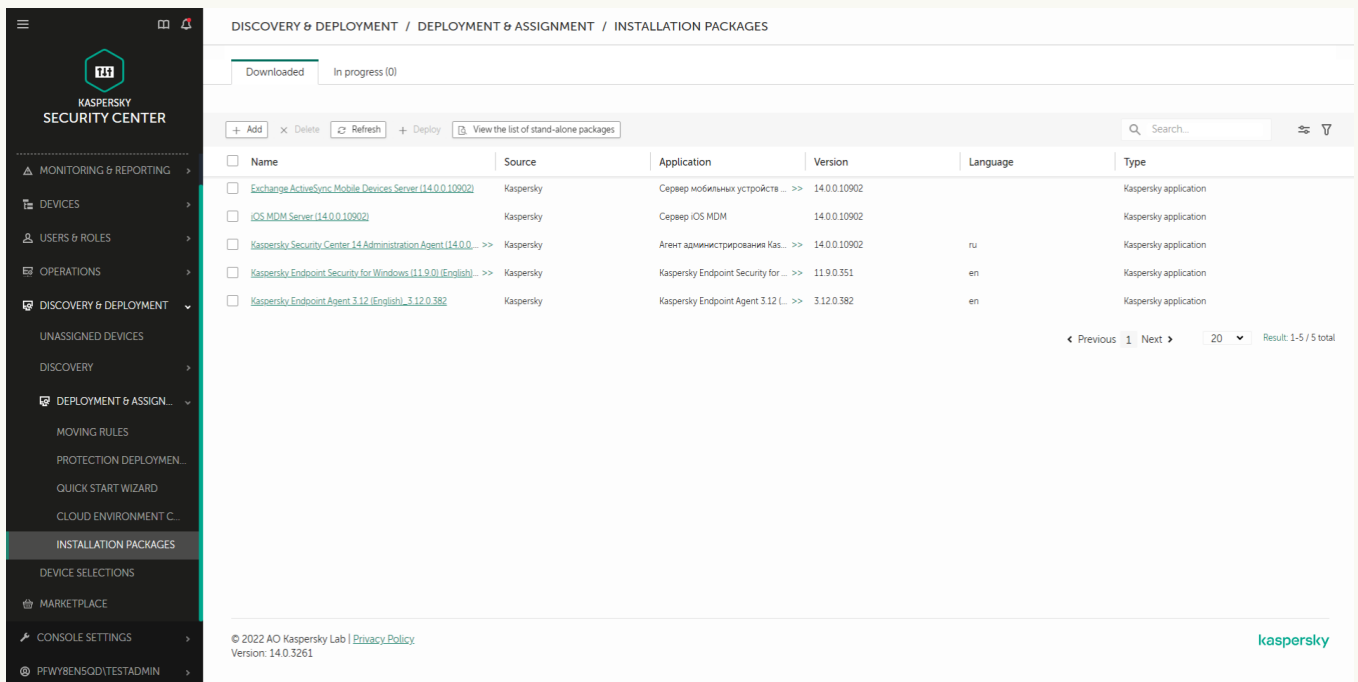 DISCOVERY & DEPLOYMENT / DEPLOYMENT & ASSIGNMENT / INSTALLATION PACKAGES
KASPERSKY
SECURITY CENTER
MONITORING & REPORTING
DEVICES
USERS & ROLES
OPERATIONS
DISCOVERY & DEPLOYMENT
UNASSIGNED DEVICES
DISCOVERY
DEPLOYMENT & ASSIGN...
MOVING RULES
PROTECTION DEPLOYMEN...
QUICK START WIZARD
CLOUD ENVIRONMENT C...
INSTALLATION PACKAGES
DEVICE SELECTIONS
MARKETPLACE
CONSOLE SETTINGS
PFWY8EN5QD\TESTADMIN
Downloaded In progress (0)
+ Add × Delete Refresh + Deploy View the list of stand-alone packages Search...
Name Source Application Version Language Type
Exchange ActiveSync Mobile Devices Server (14.0.0.10902) Kaspersky Сервер мобильных устройств ... >> 14.0.0.10902 Kaspersky application
iOS MDM Server (14.0.0.10902) Kaspersky Сервер iOS MDM 14.0.0.10902 Kaspersky application
Kaspersky Security Center 14 Administration Agent (14.0.0... >> Kaspersky Агент администрирования Kas... >> 14.0.0.10902 ru Kaspersky application
Kaspersky Endpoint Security for Windows (11.9.0) (English)... >> Kaspersky Kaspersky Endpoint Security for ... >> 11.9.0.351 en Kaspersky application
Kaspersky Endpoint Agent 3.12 (English)_3.12.0.382 Kaspersky Kaspersky Endpoint Agent 3.12 (... >> 3.12.0.382 en Kaspersky application
Previous 1 Next 20 Result: 1-5 / 5 total
© 2022 AO Kaspersky Lab | Privacy Policy
Version: 14.0.3261
kaspersky